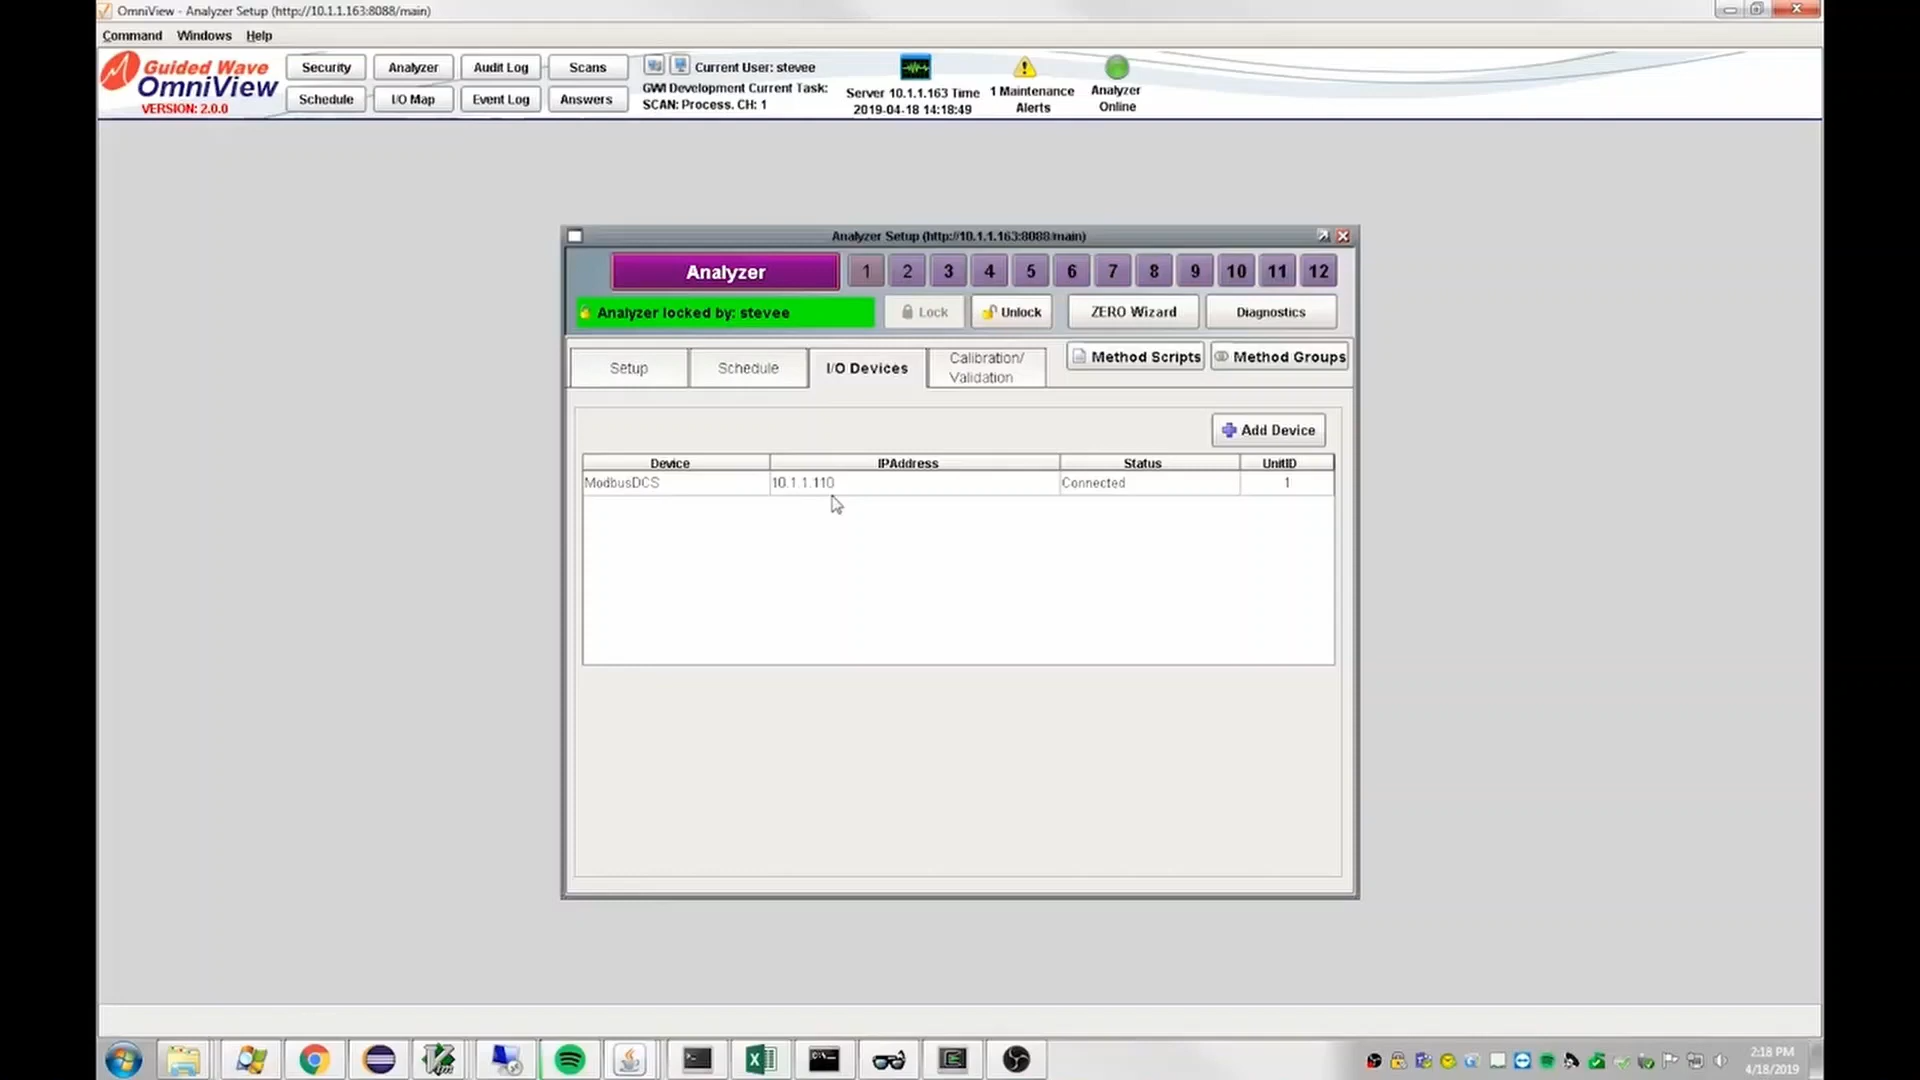 OmniView - Analyzer Setup (http://10.1.1.163:8088/main)
Command Windows Help
Guided Wave
OmniView
VERSION: 2.0.0
Security Analyzer Audit Log Scans
Schedule I/O Map Event Log Answers
Current User: stevee
GWI Development Current Task:
SCAN: Process. CH: 1
Server 10.1.1.163 Time
2019-04-18 14:18:49
1 Maintenance
Alerts
Analyzer
Online
Analyzer Setup (http://10.1.1.163:8088/main)
Analyzer 1 2 3 4 5 6 7 8 9 10 11 12
Analyzer locked by: stevee Lock Unlock ZERO Wizard Diagnostics
Setup Schedule I/O Devices
Calibration/
Validation
Method Scripts Method Groups
Add Device
Device IPAddress Status UnitID
ModbusDCS 10.1.1.110 Connected 1
2:18 PM
4/18/2019